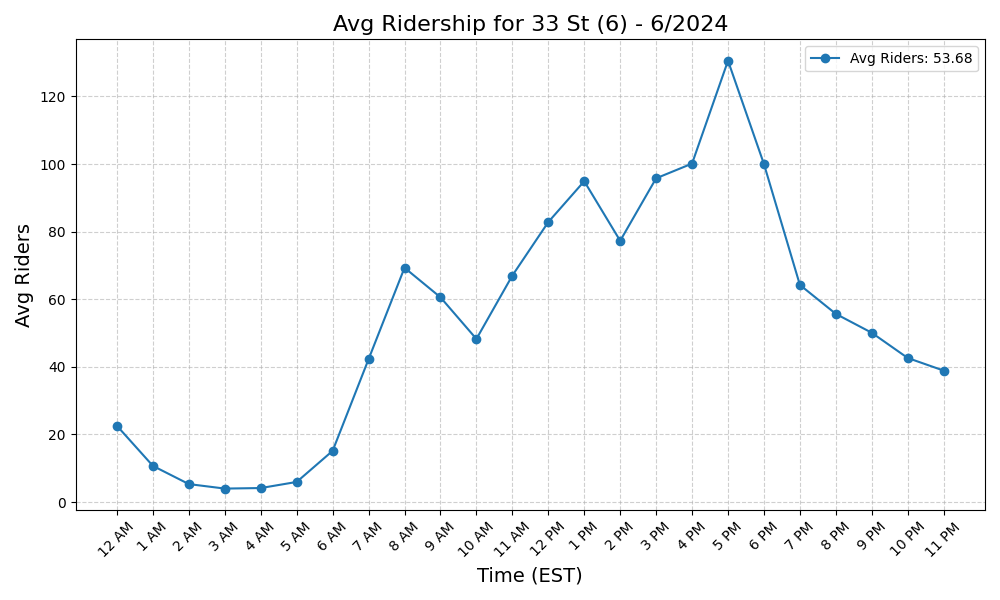 Avg Ridership for 33 St (6) - 6/2024
Avg Riders: 53.68
Avg Riders
120
100
80
60
40
20
0
12 AM
1 AM
2 AM
3 AM
4 AM
5 AM
6 AM
7 AM
8 AM
9 AM
10 AM
11 AM
12 PM
1 PM
2 PM
3 PM
4 PM
5 PM
6 PM
7 PM
8 PM
9 PM
10 PM
11 PM
Time (EST)